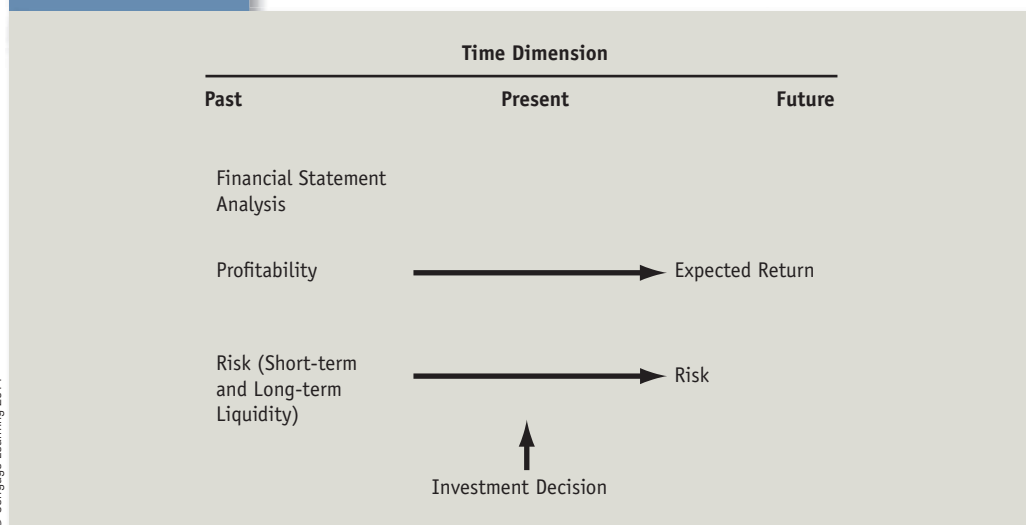 Time Dimension
Past Present Future
Financial Statement
Analysis
Profitability Expected Return
Risk (Short-term
and Long-term
Liquidity)
Risk
Investment Decision